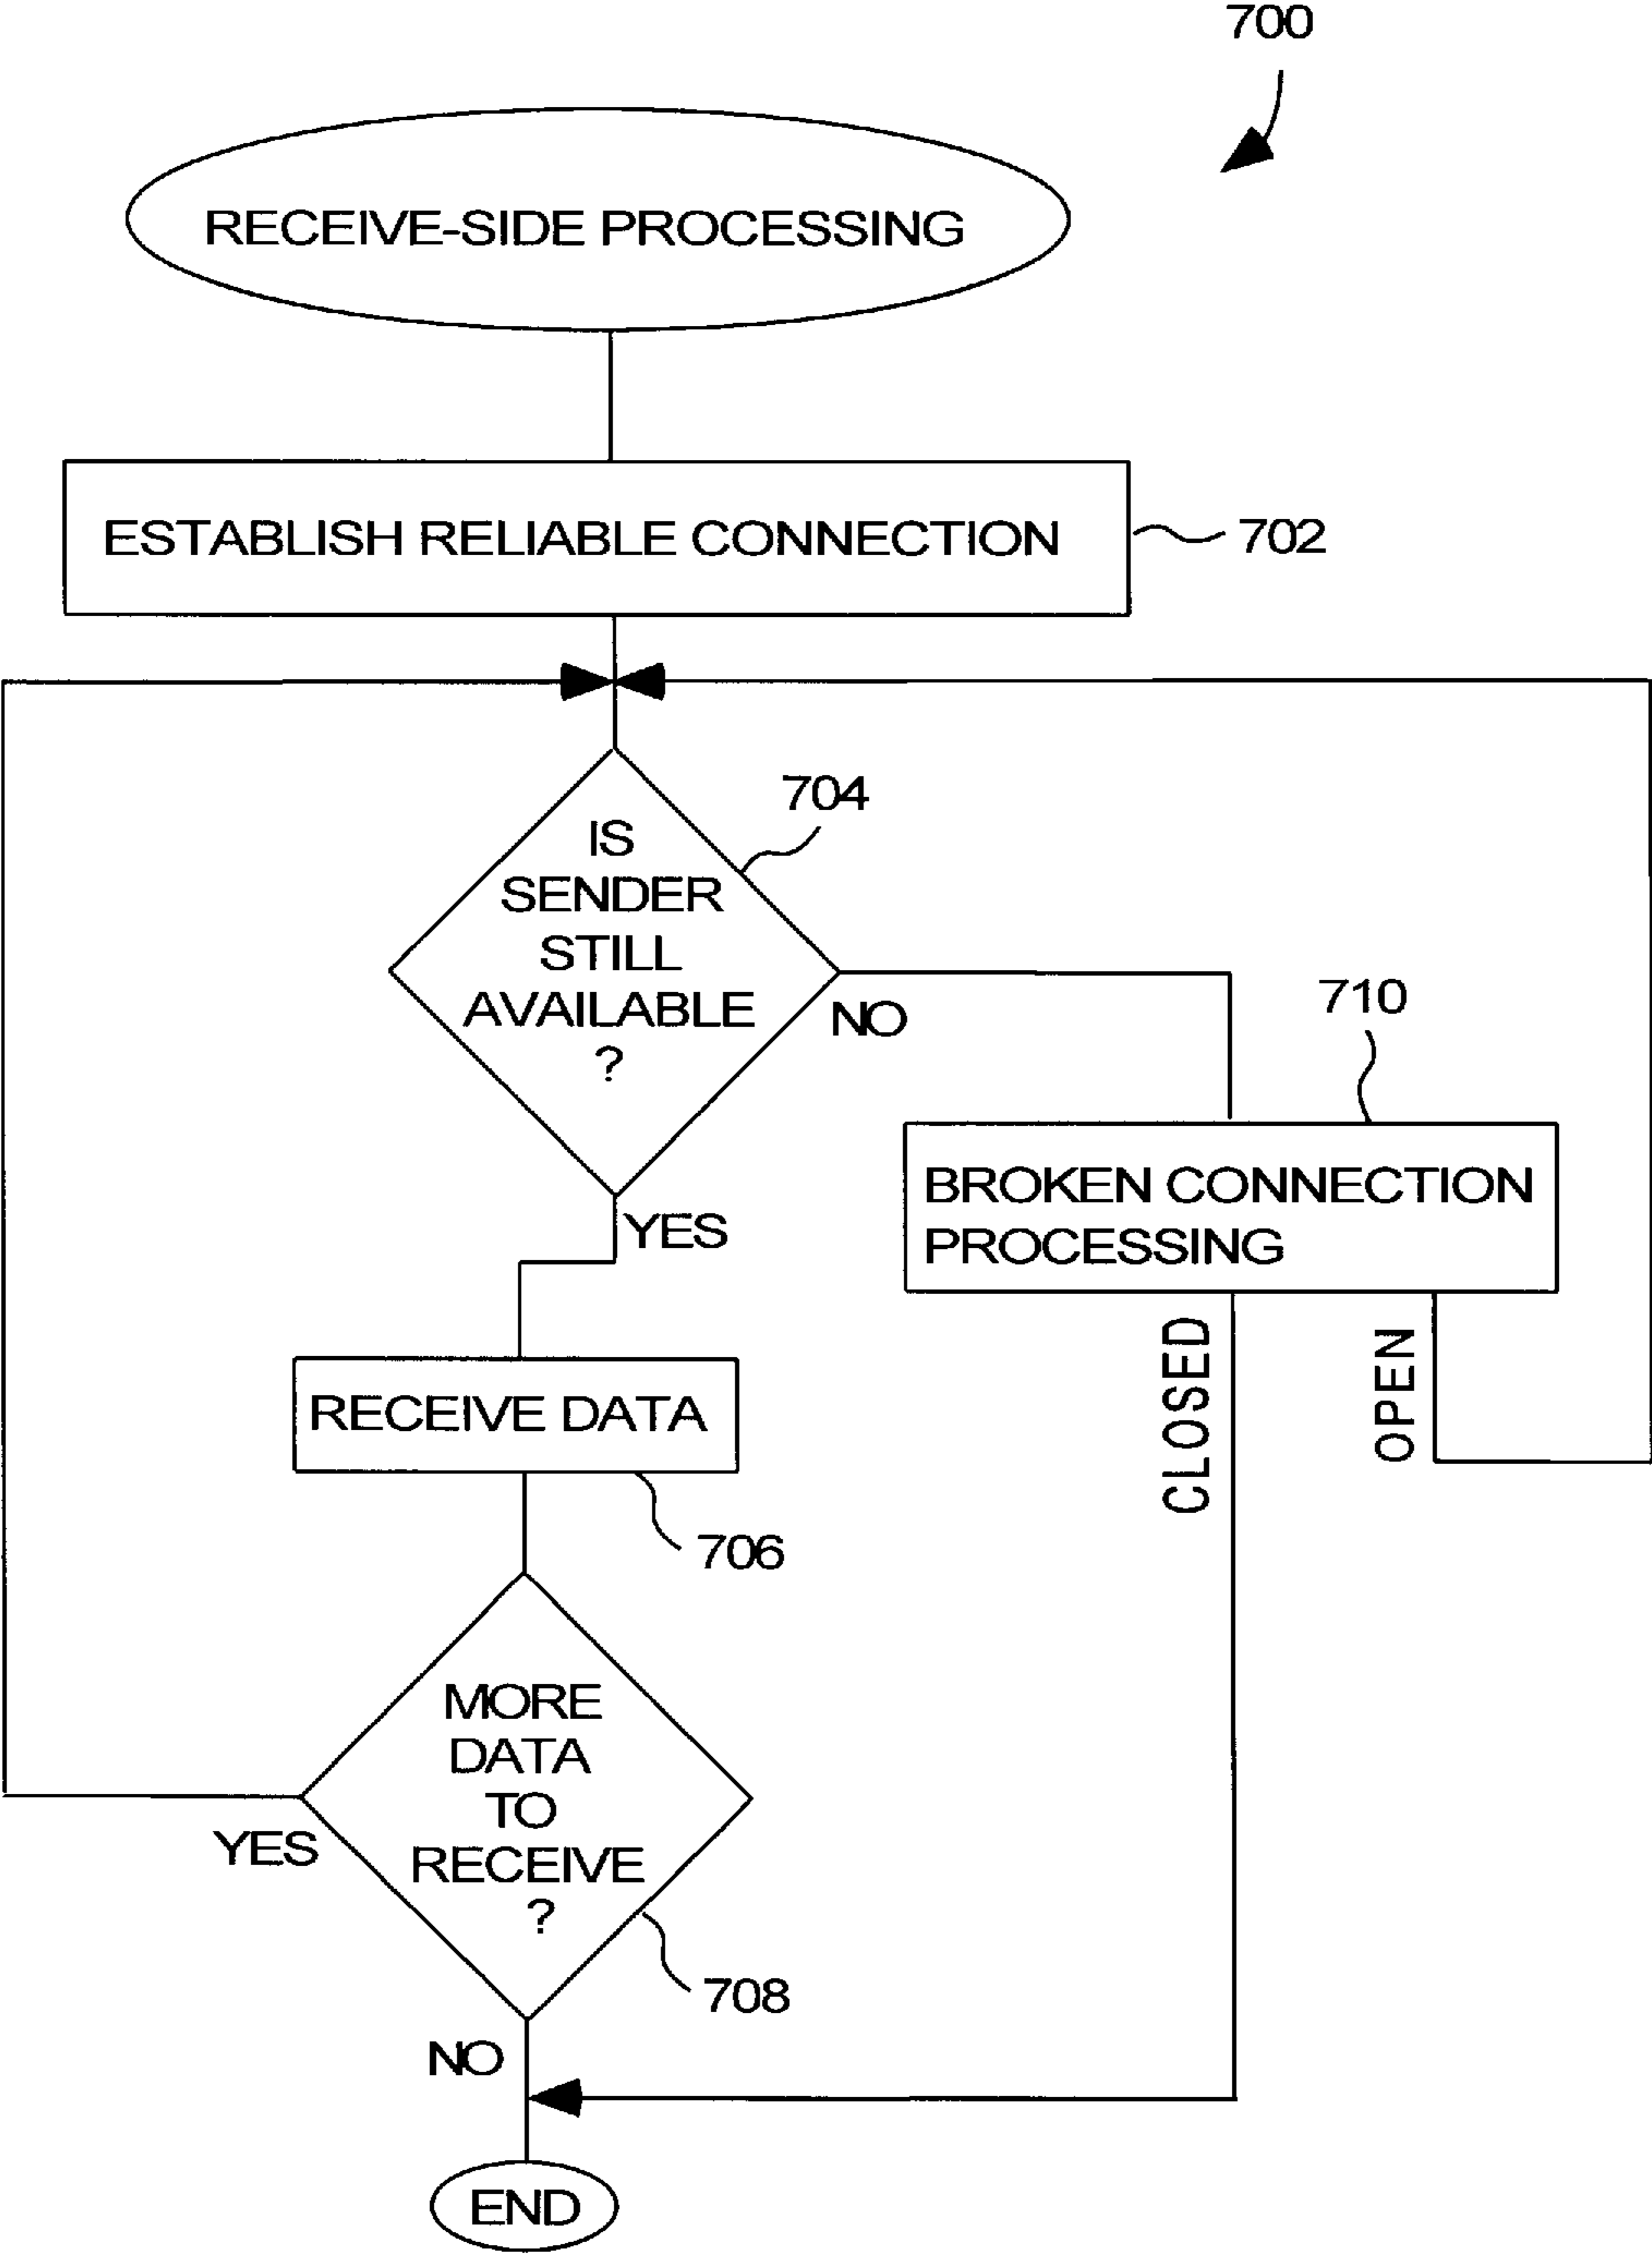 700
RECEIVE-SIDE PROCESSING
ESTABLISH RELIABLE CONNECTION
702
704
IS
SENDER
STILL
AVAILABLE
?
NO
710
BROKEN CONNECTION
PROCESSING
YES
CLOSED
OPEN
RECEIVE DATA
706
MORE
DATA
TO
RECEIVE
?
YES
708
NO
END